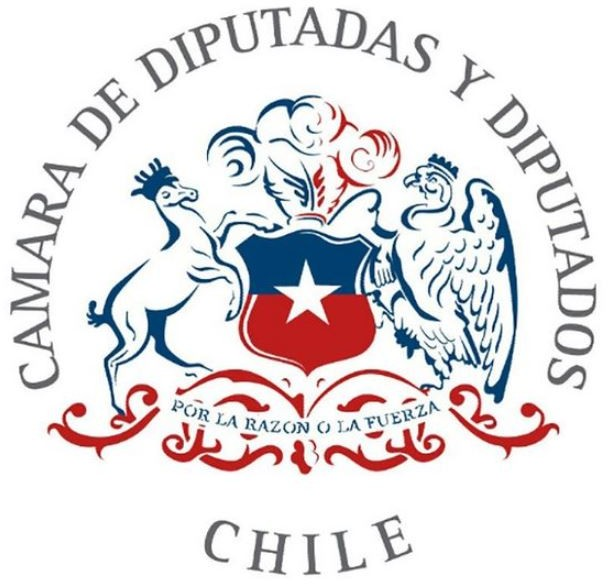 CAMARA DE DIPUTADAS Y DIPUTADOS
POR LA RAZON O LA FUERZA
CHILE